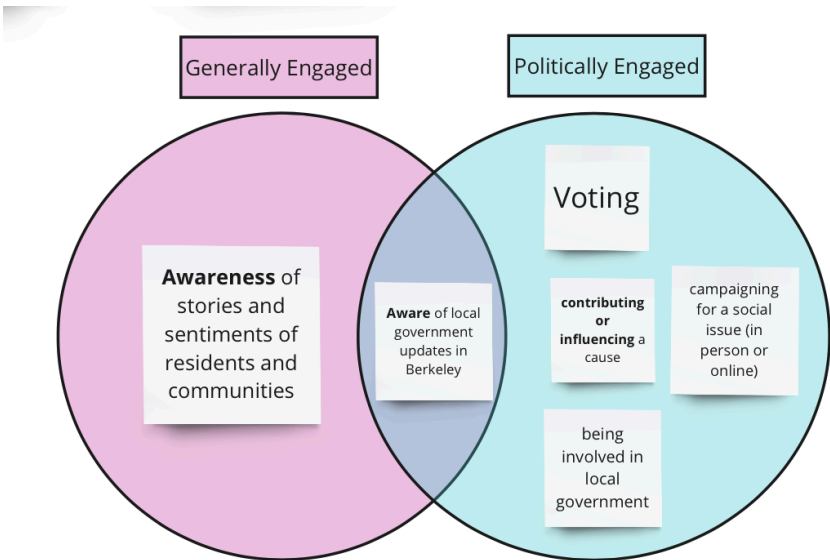 Generally Engaged
Politically Engaged
Awareness of
stories and
sentiments of
residents and
communities
Aware of local
government
updates in
Berkeley
Voting
contributing
or
influencing a
cause
campaigning
for a social
issue (in
person or
online)
being
involved in
local
government